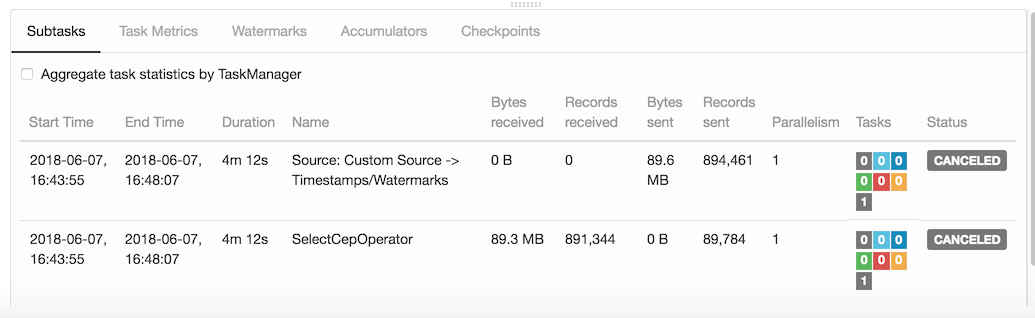 Subtasks Task Metrics Watermarks Accumulators Checkpoints
Aggregate task statistics by TaskManager
Start Time End Time Duration Name Bytes received Records received Bytes sent Records sent Parallelism Tasks Status
2018-06-07, 16:43:55 2018-06-07, 16:48:07 4m 12s Source: Custom Source -> Timestamps/Watermarks 0 B 0 89.6 MB 894,461 1 0 0 0 0 0 0 1 CANCELED
2018-06-07, 16:43:55 2018-06-07, 16:48:07 4m 12s SelectCepOperator 89.3 MB 891,344 0 B 89,784 1 0 0 0 0 0 0 1 CANCELED